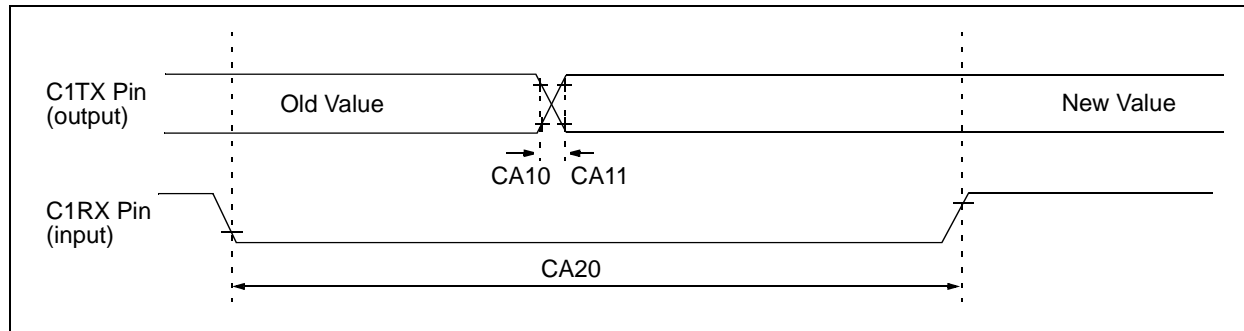 C1TX Pin
(output)
Old Value
New Value
CA10 CA11
C1RX Pin
(input)
CA20